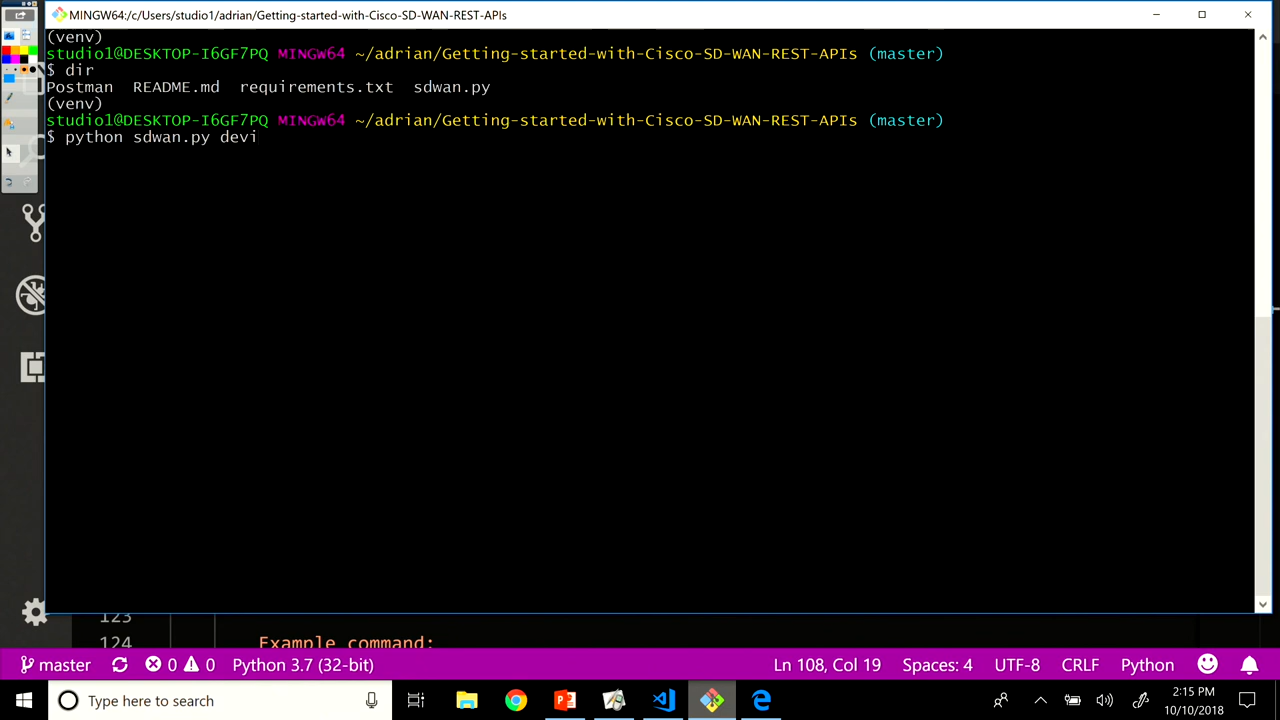 MINGW64:/c/Users/studio1/adrian/Getting-started-with-Cisco-SD-WAN-REST-APIs
(venv)
studio1@DESKTOP-I6GF7PQ MINGW64 ~/adrian/Getting-started-with-Cisco-SD-WAN-REST-APIs (master)
$ dir
Postman README.md requirements.txt sdwan.py
(venv)
studio1@DESKTOP-I6GF7PQ MINGW64 ~/adrian/Getting-started-with-Cisco-SD-WAN-REST-APIs (master)
$ python sdwan.py devi
123
124 Example command:
master 0 0 Python 3.7 (32-bit) Ln 108, Col 19 Spaces: 4 UTF-8 CRLF Python
Type here to search
2:15 PM
10/10/2018